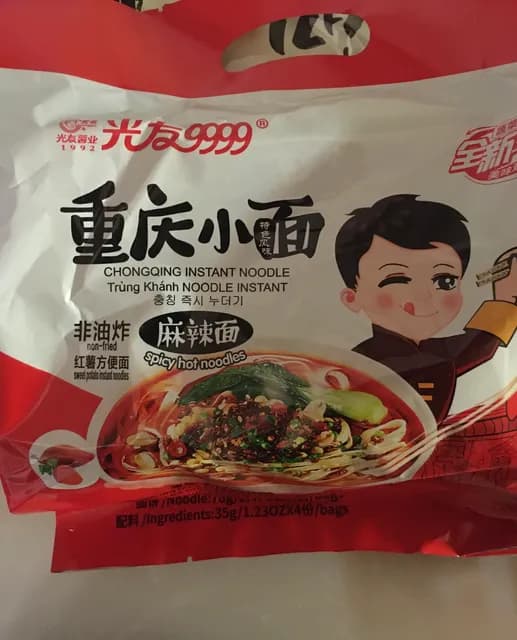 光友薯业
1992
光友9999®
全新
重庆小面
特色风味
CHONGQING INSTANT NOODLE
Trùng Khánh NOODLE INSTANT
충칭 즉시 누더기
非油炸
non-fried
红薯方便面
sweet potato instant noodles
麻辣面
spicy hot noodles
配料/Ingredients:35g/1.23OZX4份/bags